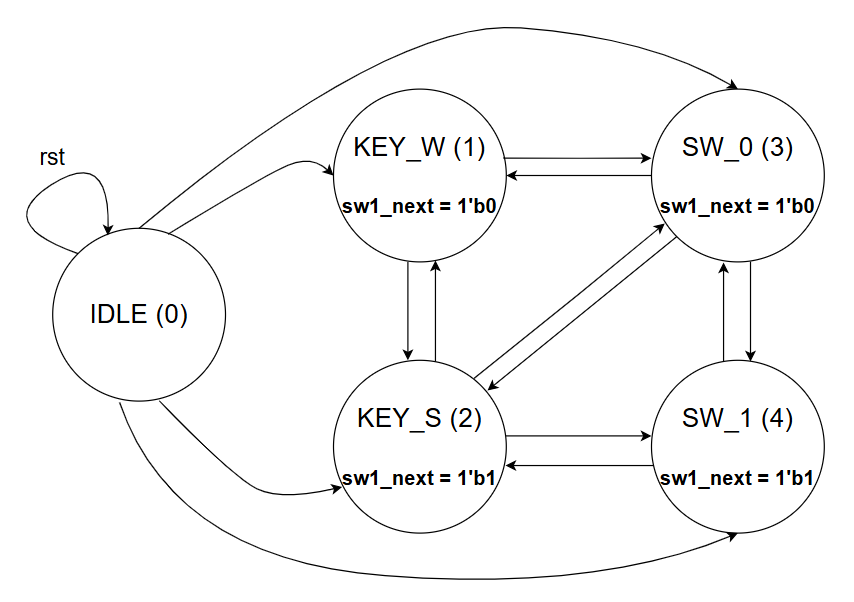 rst
IDLE (0)
KEY_W (1)
sw1_next = 1'b0
SW_0 (3)
sw1_next = 1'b0
KEY_S (2)
sw1_next = 1'b1
SW_1 (4)
sw1_next = 1'b1